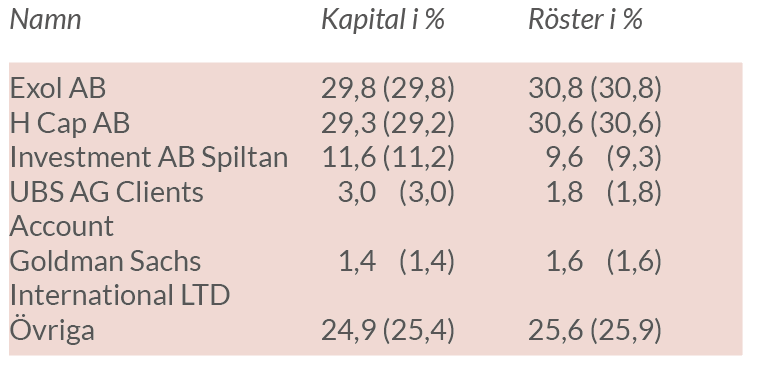 Namn Kapital i % Röster i %
Exol AB 29,8 (29,8) 30,8 (30,8)
H Cap AB 29,3 (29,2) 30,6 (30,6)
Investment AB Spiltan 11,6 (11,2) 9,6 (9,3)
UBS AG Clients 3,0 (3,0) 1,8 (1,8)
Account
Goldman Sachs 1,4 (1,4) 1,6 (1,6)
International LTD
Övriga 24,9 (25,4) 25,6 (25,9)